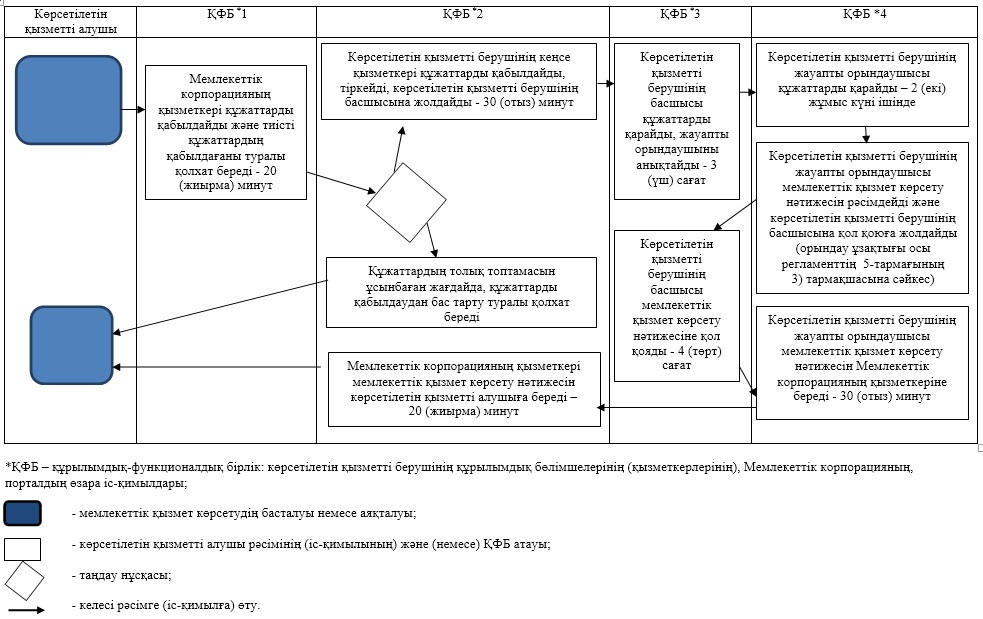 Көрсетілетін
қызметті алушы
ҚФБ *1
ҚФБ *2
ҚФБ *3
ҚФБ *4
Мемлекеттік
корпорацияның
қызметкері құжаттарды
қабылдайды және тиісті
құжаттардың
қабылдағаны туралы
қолхат береді - 20
(жиырма) минут
Көрсетілетін қызметті берушінің кеңсе
қызметкері құжаттарды қабылдайды,
тіркейді, көрсетілетін қызметті берушінің
басшысына жолдайды - 30 (отыз) минут
Құжаттардың толық топтамасын
ұсынбаған жағдайда, құжаттарды
қабылдаудан бас тарту туралы қолхат
береді
Мемлекеттік корпорацияның қызметкері
мемлекеттік қызмет көрсету нәтижесін
көрсетілетін қызметті алушыға береді –
20 (жиырма) минут
Көрсетілетін
қызметті
берушінің
басшысы
құжаттарды
қарайды, жауапты
орындаушыны
анықтайды - 3
(үш) сағат
Көрсетілетін
қызметті
берушінің
басшысы
мемлекеттік
қызмет көрсету
нәтижесіне қол
қояды - 4 (төрт)
сағат
Көрсетілетін қызметті берушінің
жауапты орындаушысы
құжаттарды қарайды – 2 (екі)
жұмыс күні ішінде
Көрсетілетін қызметті берушінің
жауапты орындаушысы
мемлекеттік қызмет көрсету
нәтижесін рәсімдейді және
көрсетілетін қызметті берушінің
басшысына қол қоюға жолдайды
(орындау ұзақтығы осы
регламенттің 5-тармағының
3) тармақшасына сәйкес)
Көрсетілетін қызметті берушінің
жауапты орындаушысы
мемлекеттік қызмет көрсету
нәтижесін Мемлекеттік
корпорацияның қызметкеріне
береді - 30 (отыз) минут
*ҚФБ – құрылымдық-функционалдық бірлік: көрсетілетін қызметті берушінің құрылымдық бөлімшелерінің (қызметкерлерінің), Мемлекеттік корпорацияның,
порталдың өзара іс-қимылдары;
- мемлекеттік қызмет көрсетудің басталуы немесе аяқталуы;
- көрсетілетін қызметті алушы рәсімінің (іс-қимылының) және (немесе) ҚФБ атауы;
- таңдау нұсқасы;
- келесі рәсімге (іс-қимылға) өту.